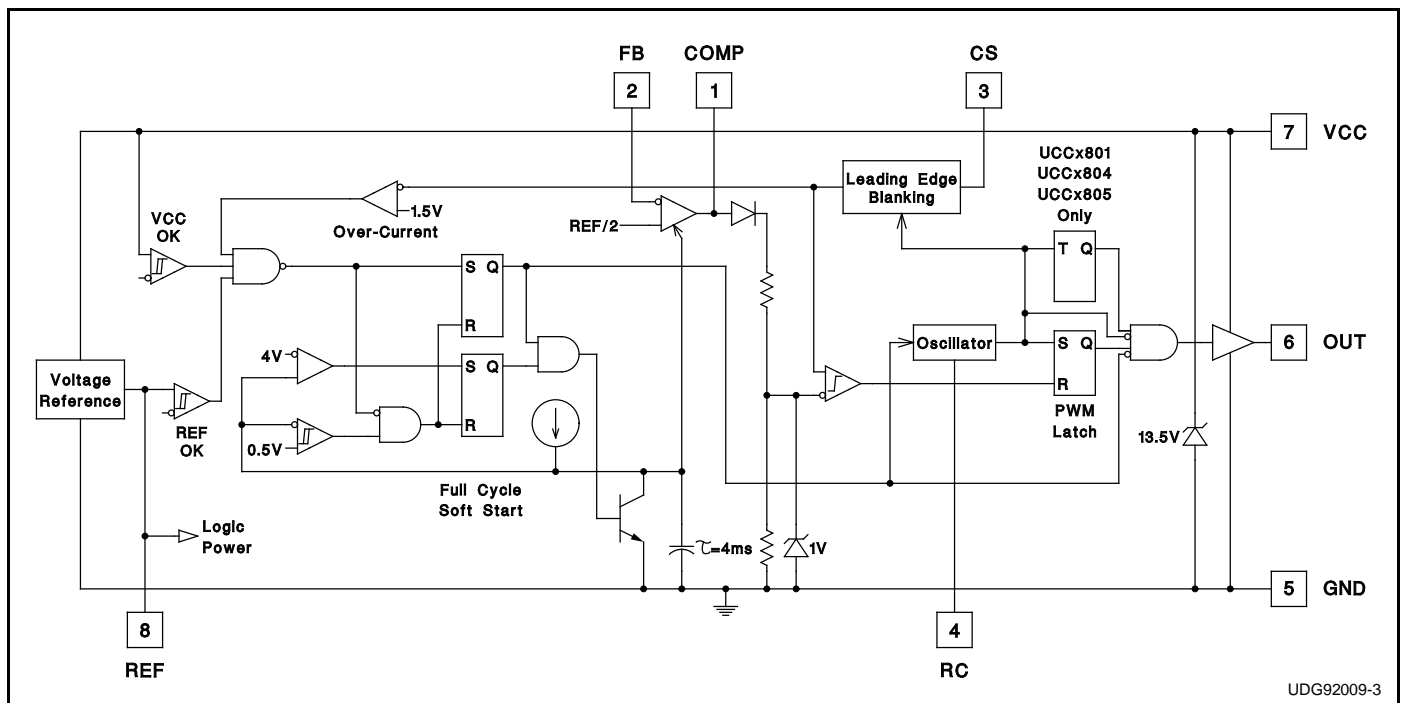 FB COMP CS
2 1 3
7 VCC
UCCx801
UCCx804
UCCx805
Only
Leading Edge
Blanking
1.5V
Over-Current
VCC
OK
REF/2
T Q
S Q
R
4V
S Q
R
Oscillator
S Q
R
6 OUT
Voltage
Reference
REF
OK
0.5V
PWM
Latch
13.5V
Full Cycle
Soft Start
Logic
Power
τ=4ms
1V
5 GND
8
REF
4
RC
UDG92009-3